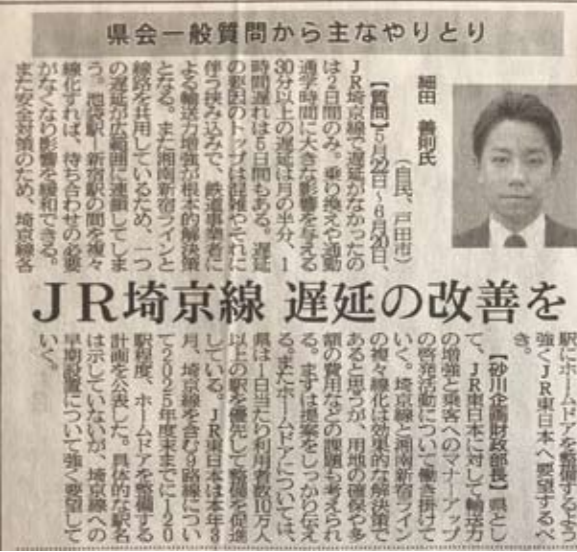 県会一般質問から主なやりとり
細田 善則氏
(自民、戸田市)
【質問】5月22日~6月20日、
JR埼京線で遅延がなかったの
は2日間のみ。乗り換えや通勤
通学時間に大きな影響を与える
30分以上の遅延は月の半分、1
時間遅れは5日間もある。遅延
の要因のトップは混雑やそれに
伴う挟み込みで、鉄道事業者に
よる輸送力増強が根本的解決策
となる。また湘南新宿ラインと
線路を共用しているため、一つ
の遅延が広範囲に連鎖してしま
う。池袋駅―新宿駅の間を複々
線化すれば、待ち合わせの必要
がなくなり影響を緩和できる。
また安全対策のため、埼京線各
JR埼京線 遅延の改善を
駅にホームドアを整備するよう
強くJR東日本へ要望するべ
き。
【砂川企画財政部長】県とし
て、JR東日本に対して輸送力
の増強と乗客へのマナーアップ
の啓発活動について働き掛けて
いく。埼京線と湘南新宿ライン
の複々線化は効果的な解決策で
あると思うが、用地の確保や多
額の費用などの課題も考えられ
る。まずは提案をしっかり伝え
る。またホームドアについては、
県は1日当たり利用者数10万人
以上の駅を優先して整備を促進
している。JR東日本は本年3
月、埼京線を含む9路線につい
て2025年度末までに120
駅程度、ホームドアを整備する
計画を公表した。具体的な駅名
は示していないが、埼京線への
早期設置について強く要望して
いく。